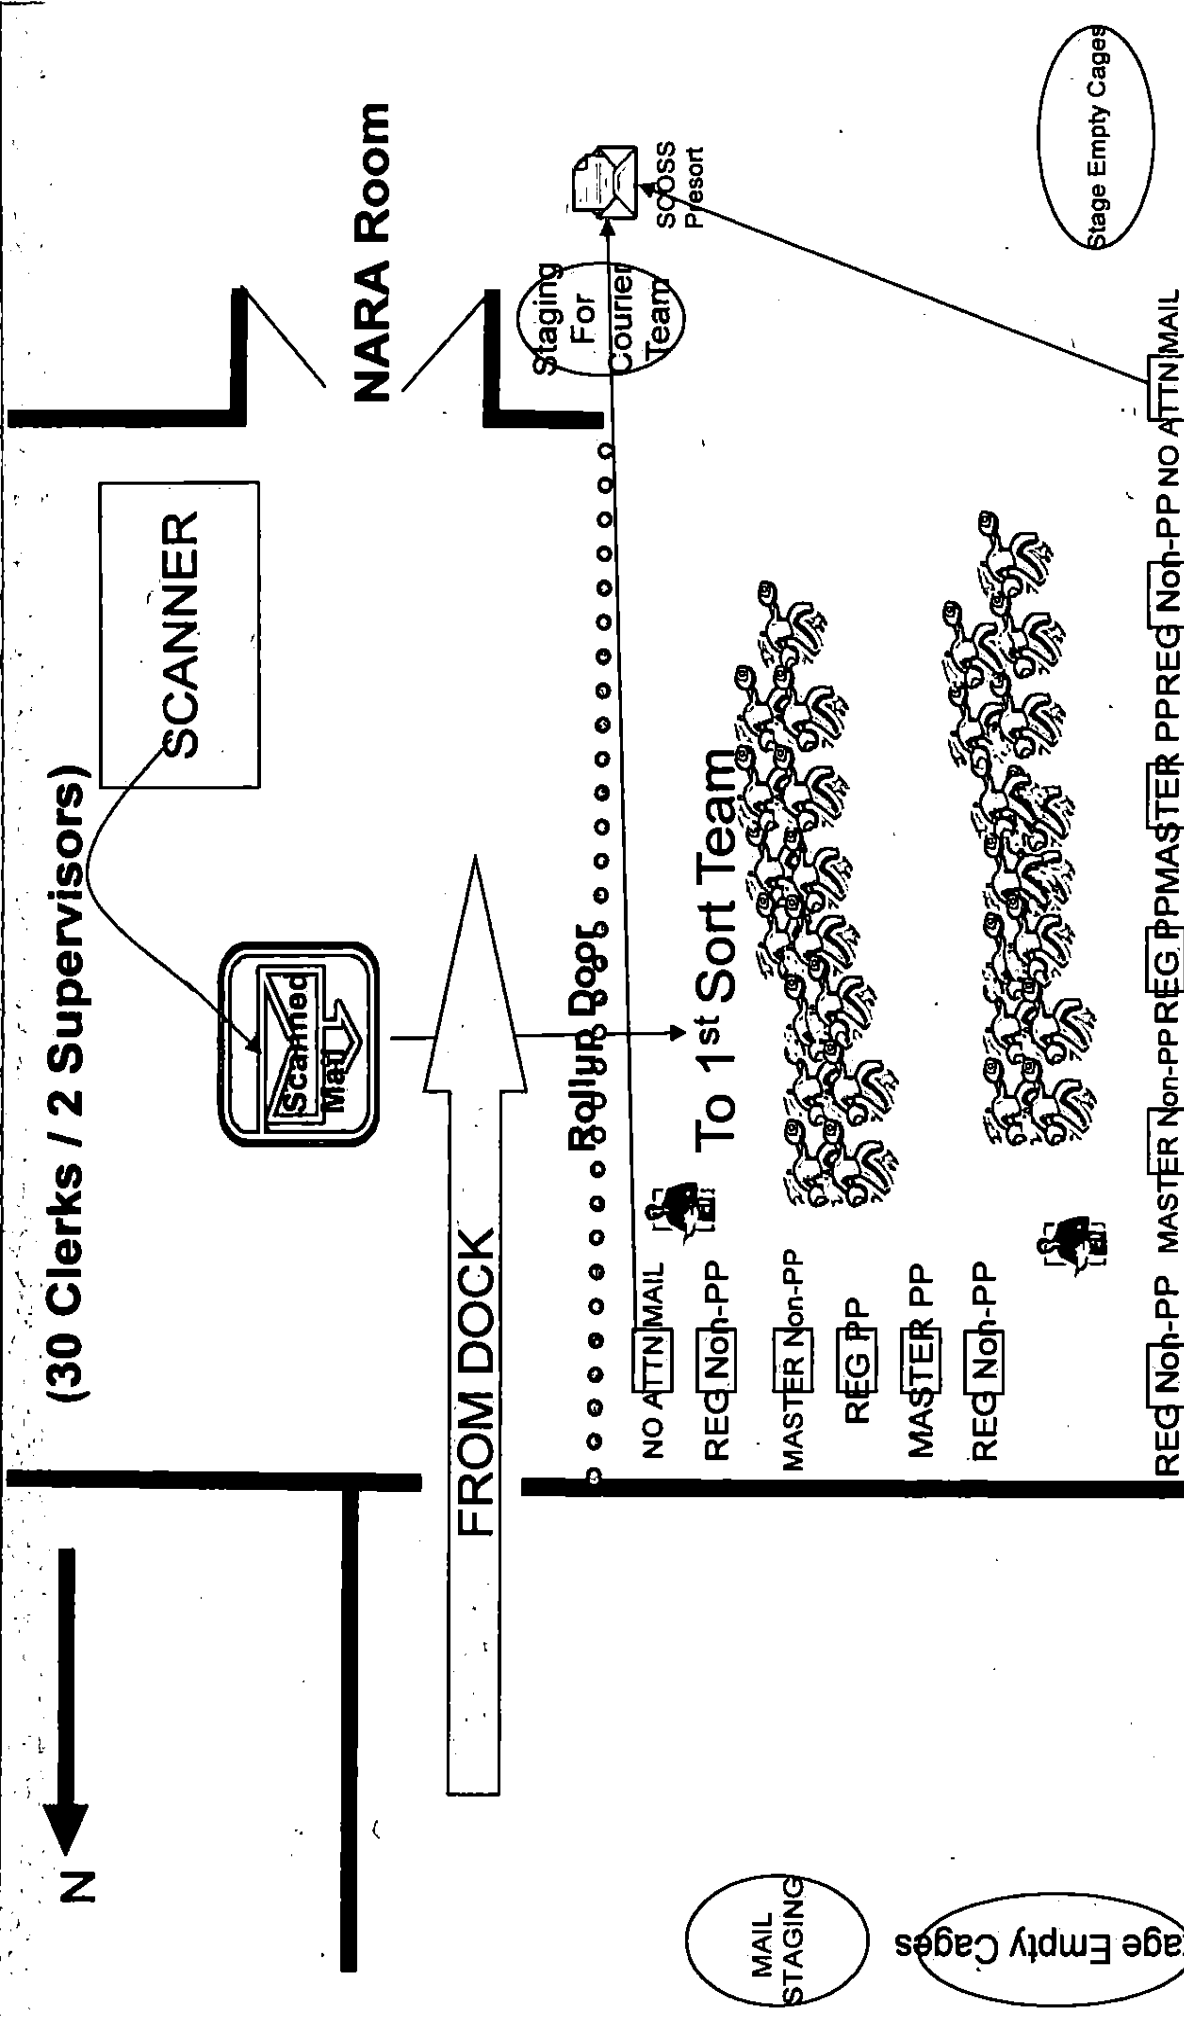 (30 Clerks / 2 Supervisors)
N
SCANNER
NARA Room
Scanned
Mail
FROM DOCK
Rollup Door
Staging
For
Courier
Team
SCOSS
Presort
To 1st Sort Team
NO ATTN MAIL
REG Non-PP
MASTER Non-PP
REG PP
MASTER PP
REG Non-PP
MAIL
STAGING
Stage Empty Cages
tage Empty Cages
REG Non-PP
MASTER Non-PP
REG PP
MASTER PP
REG Non-PP
NO ATTN MAIL